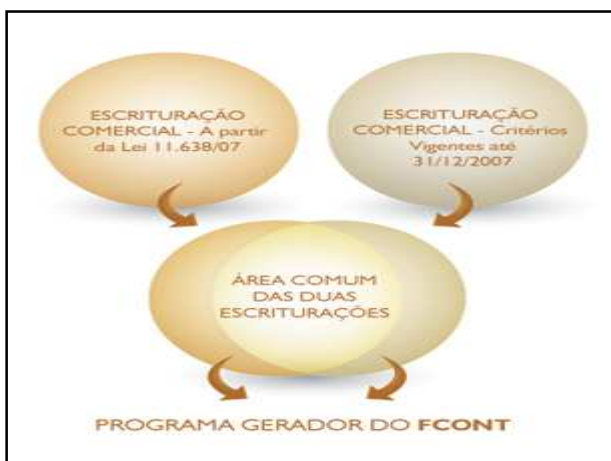 ESCRITURAÇÃO
COMERCIAL - A partir
da Lei 11.638/07
ESCRITURAÇÃO
COMERCIAL - Critérios
Vigentes até
31/12/2007
ÁREA COMUM
DAS DUAS
ESCRITURAÇÕES
PROGRAMA GERADOR DO FCONT